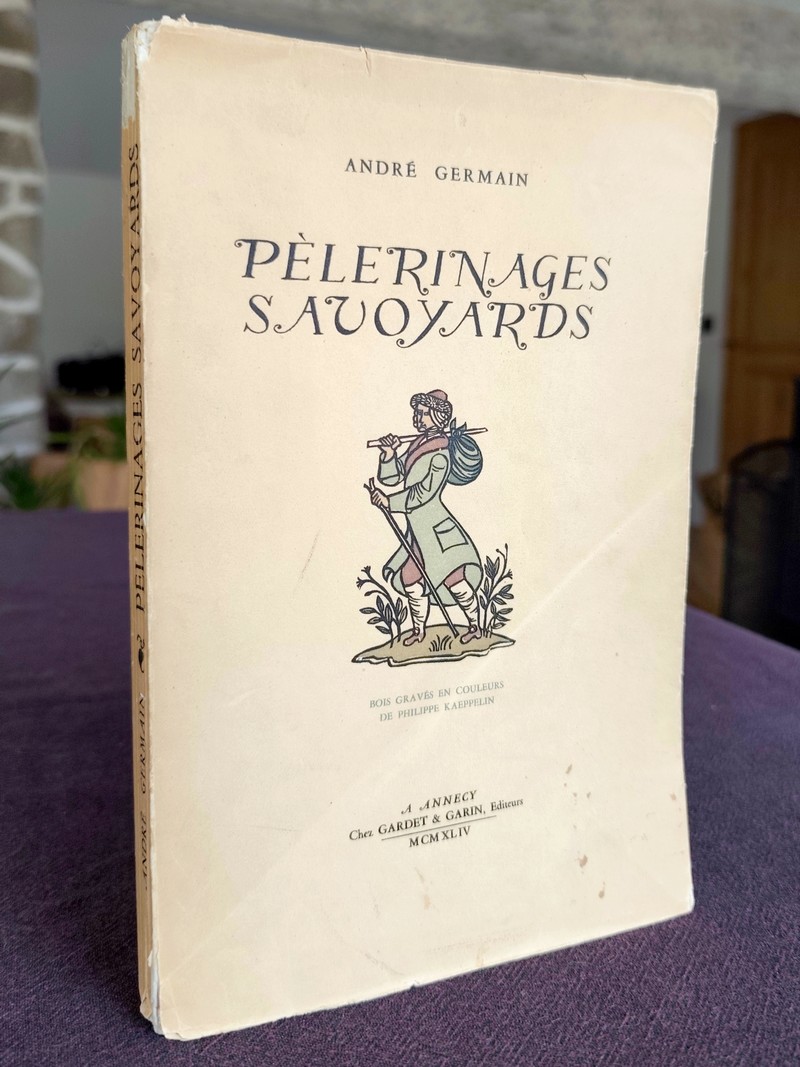 ANDRÉ GERMAIN
PÈLERINAGES
SAVOYARDS
BOIS GRAVÉS EN COULEURS
DE PHILIPPE KAEPPELIN
A ANNECY
Chez GARDET & GARIN, Editeurs
MCMXLIV
ANDRÉ GERMAIN PÈLERINAGES SAVOYARDS